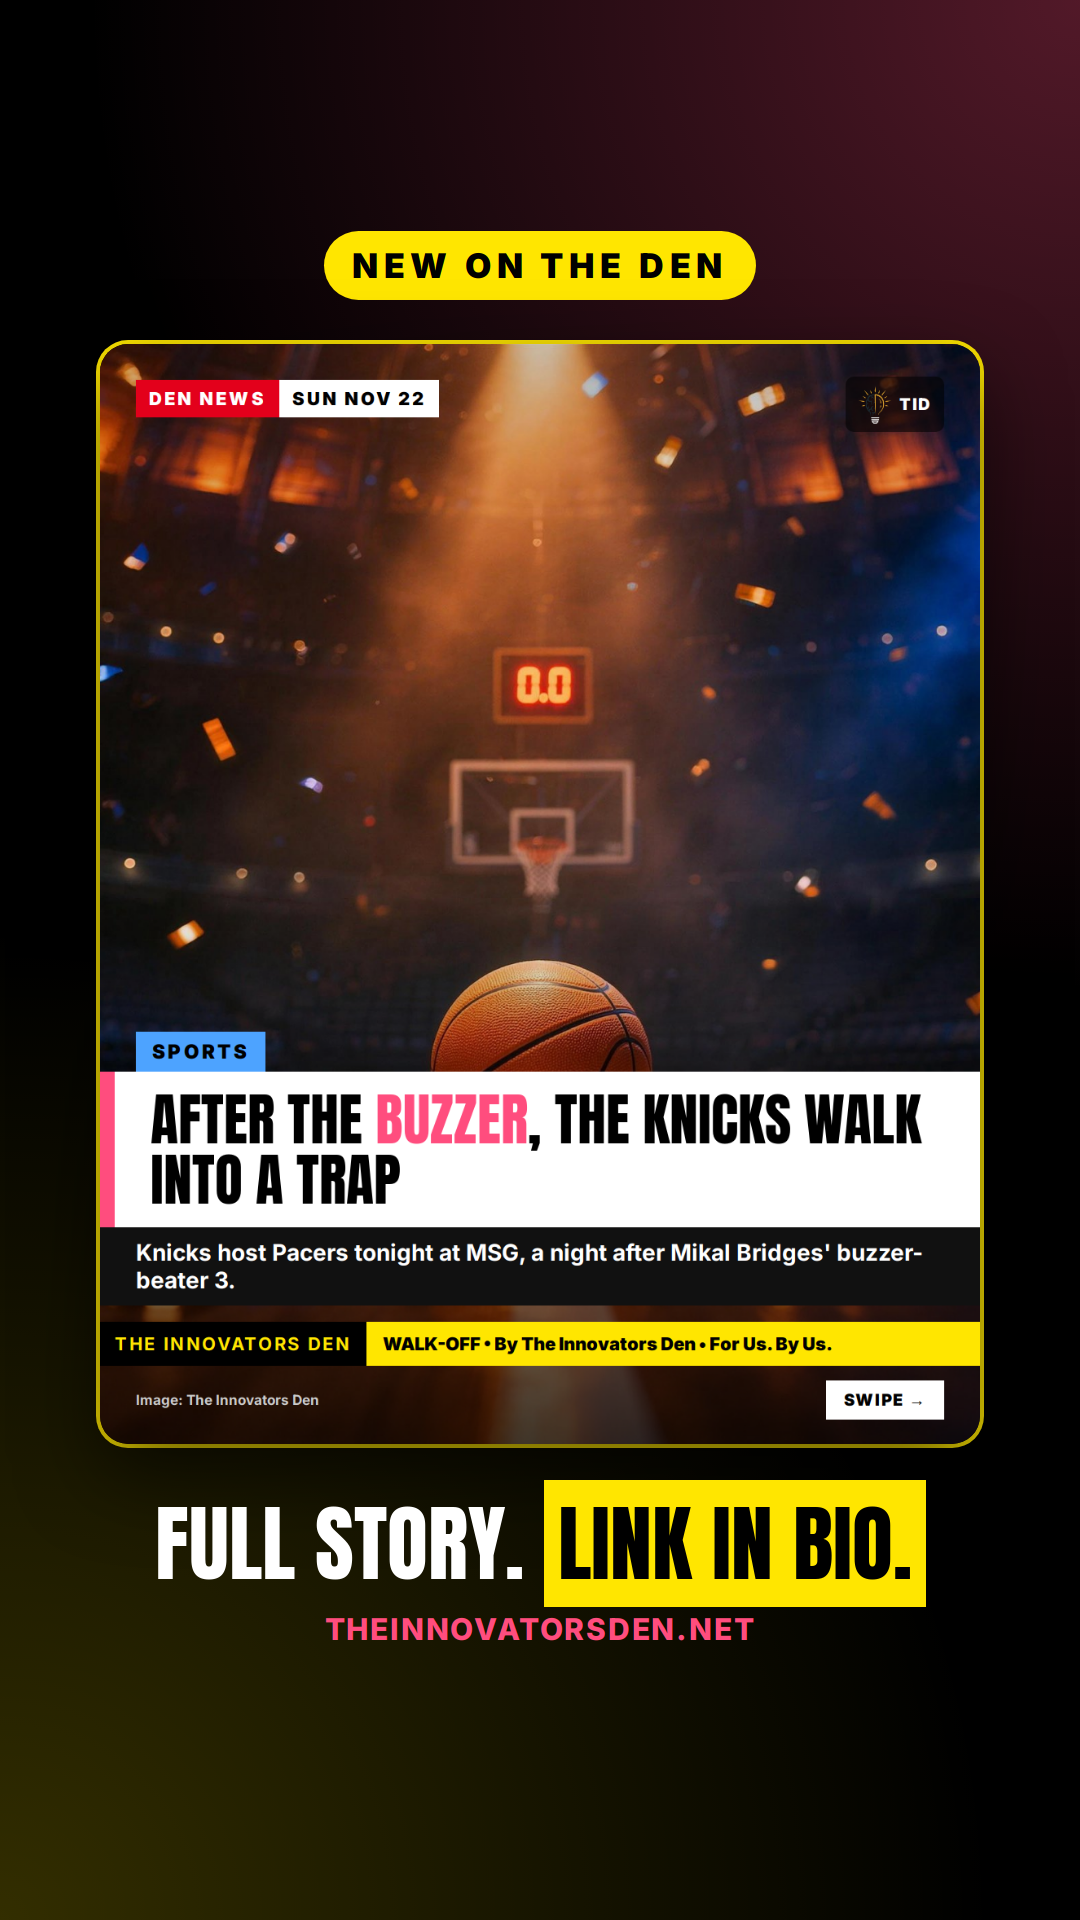 NEW ON THE DEN
DEN NEWS SUN NOV 22
TID
0.0
SPORTS
AFTER THE BUZZER, THE KNICKS WALK
INTO A TRAP
Knicks host Pacers tonight at MSG, a night after Mikal Bridges' buzzer-
beater 3.
THE INNOVATORS DEN WALK-OFF • By The Innovators Den • For Us. By Us.
Image: The Innovators Den
SWIPE →
FULL STORY. LINK IN BIO.
THEINNOVATORSDEN.NET